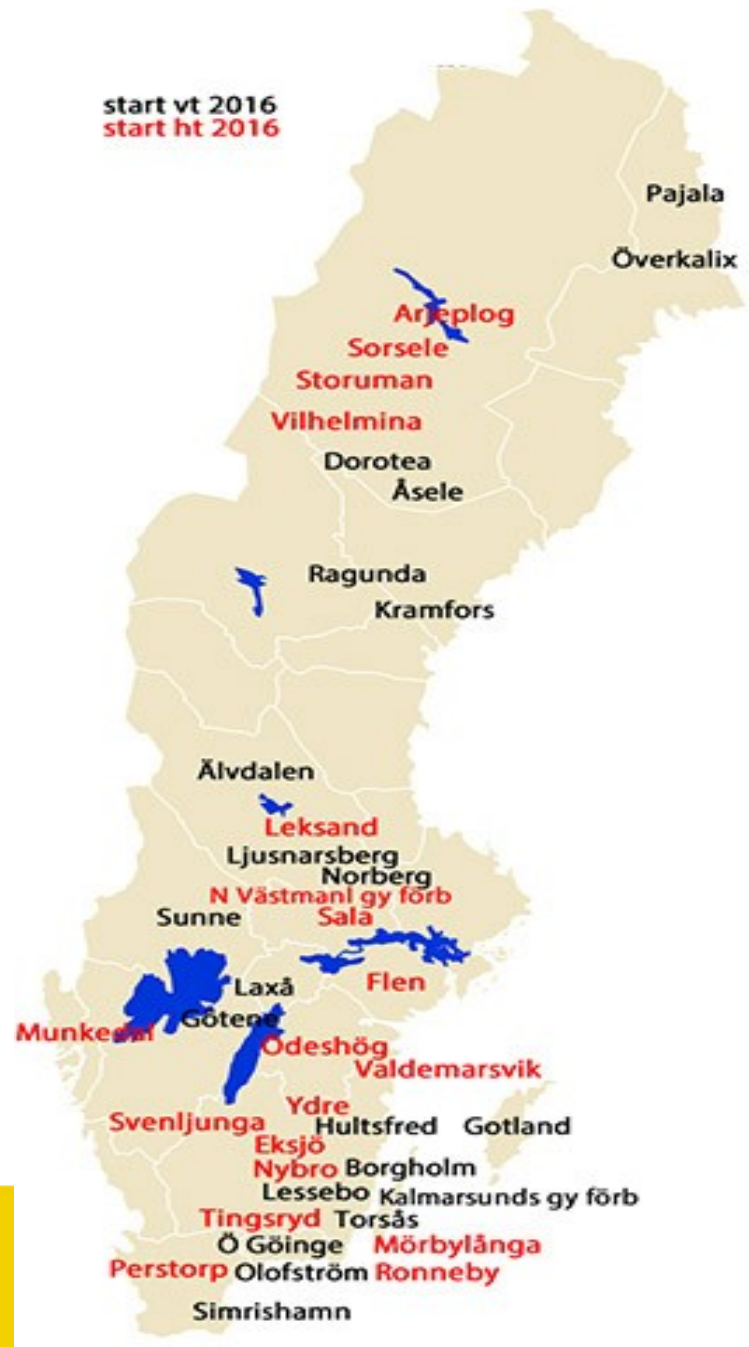 start vt 2016
start ht 2016
Pajala
Överkalix
Arjeplog
Sorsele
Storuman
Vilhelmina
Dorotea
Åsele
Ragunda
Kramfors
Älvdalen
Leksand
Ljusnarsberg
Norberg
N Västmanl gy förb
Sunne
Sala
Flen
Laxå
Götene
Munkedal
Ödeshög
Valdemarsvik
Ydre
Svenljunga
Hultsfred
Gotland
Eksjö
Nybro
Borgholm
Lessebo
Kalmarsunds gy förb
Tingsryd
Torsås
Ö Göinge
Mörbylånga
Perstorp
Olofström
Ronneby
Simrishamn